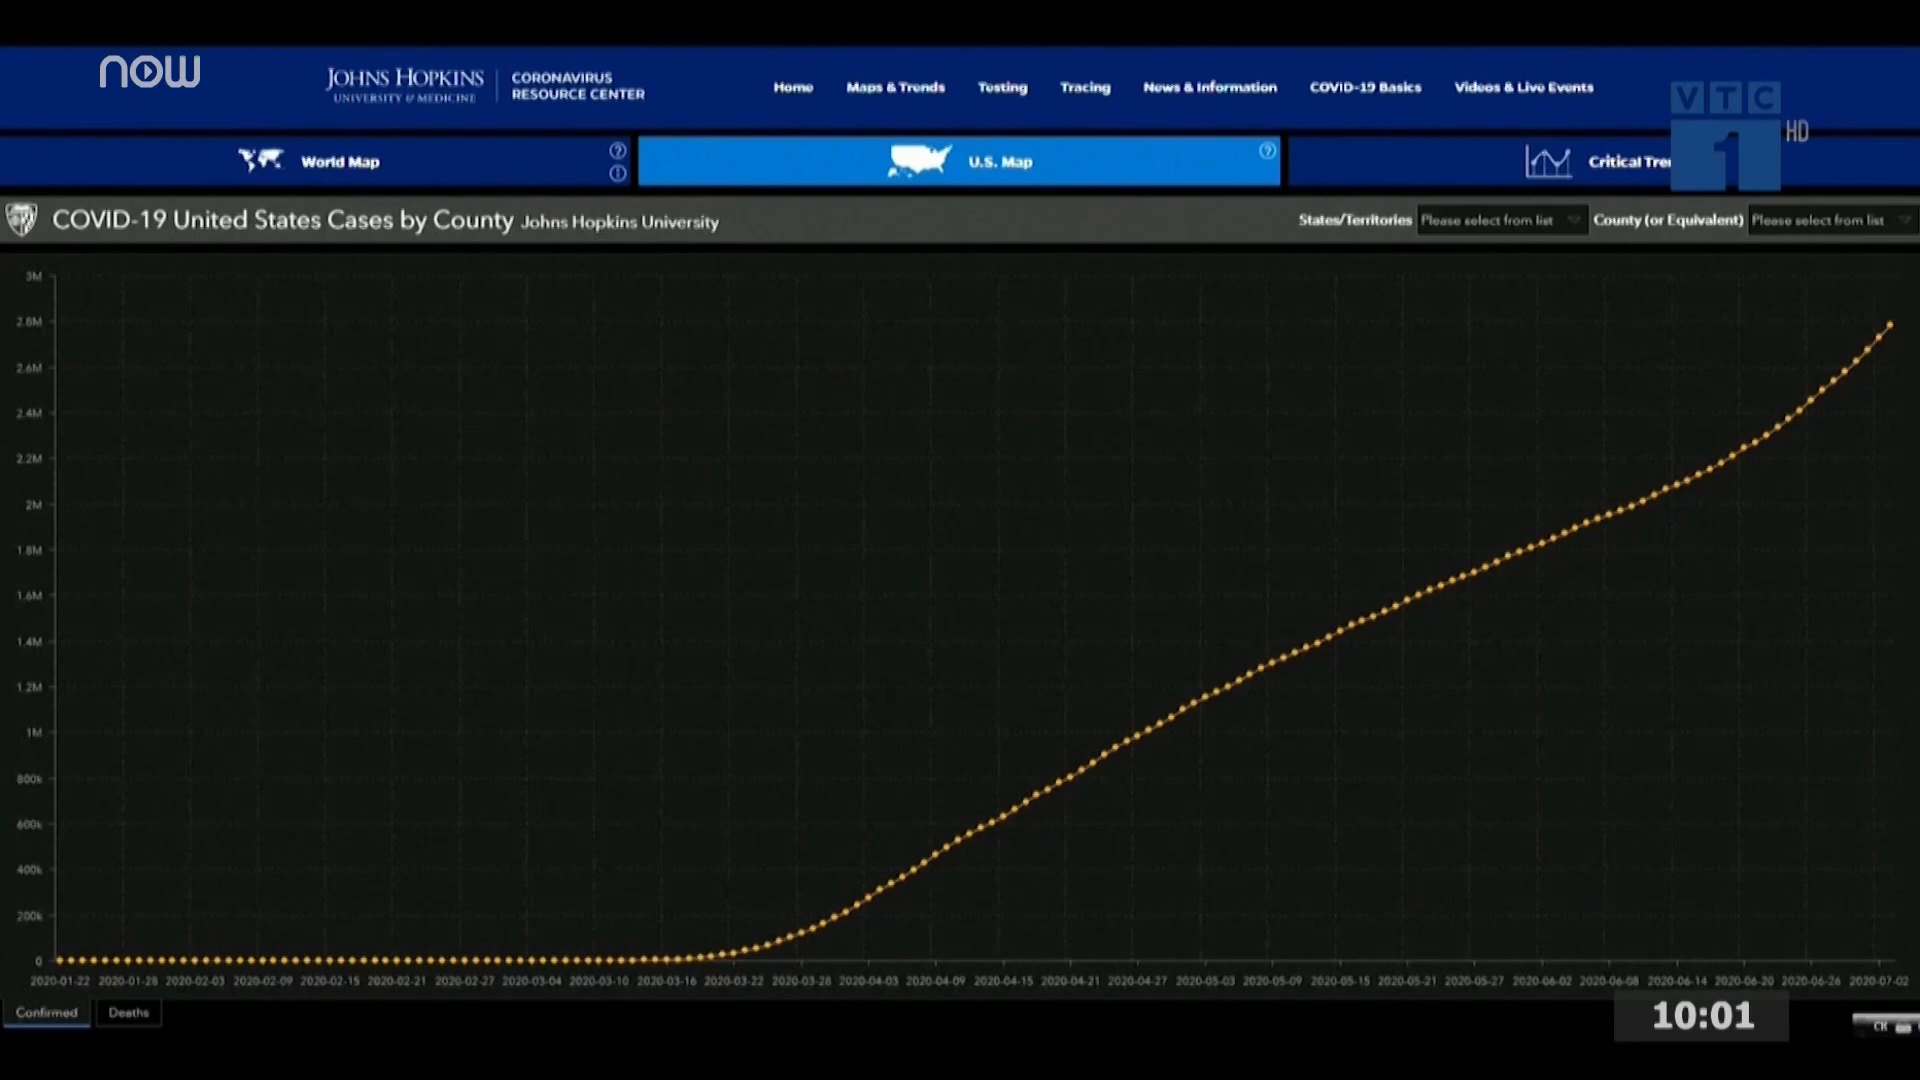 now
JOHNS HOPKINS
UNIVERSITY & MEDICINE
CORONAVIRUS
RESOURCE CENTER
Home Maps & Trends Testing Tracing News & Information COVID-19 Basics Videos & Live Events
VTC
1 HD
World Map
U.S. Map
Critical Tre
COVID-19 United States Cases by County Johns Hopkins University
States/Territories Please select from list County (or Equivalent) Please select from list
3M
2.8M
2.6M
2.4M
2.2M
2M
1.8M
1.6M
1.4M
1.2M
1M
800k
600k
400k
200k
0
2020-01-22 2020-01-28 2020-02-03 2020-02-09 2020-02-15 2020-02-21 2020-02-27 2020-03-04 2020-03-10 2020-03-16 2020-03-22 2020-03-28 2020-04-03 2020-04-09 2020-04-15 2020-04-21 2020-04-27 2020-05-03 2020-05-09 2020-05-15 2020-05-21 2020-05-27 2020-06-02 2020-06-08 2020-06-14 2020-06-20 2020-06-26 2020-07-02
Confirmed Deaths
10:01